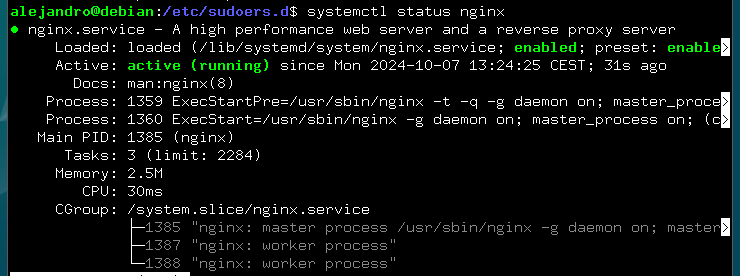 alejandro@debian:/etc/sudoers.d$ systemctl status nginx
● nginx.service - A high performance web server and a reverse proxy server
Loaded: loaded (/lib/systemd/system/nginx.service; enabled; preset: enable>
Active: active (running) since Mon 2024-10-07 13:24:25 CEST; 31s ago
Docs: man:nginx(8)
Process: 1359 ExecStartPre=/usr/sbin/nginx -t -q -g daemon on; master_proce>
Process: 1360 ExecStart=/usr/sbin/nginx -g daemon on; master_process on; (c>
Main PID: 1385 (nginx)
Tasks: 3 (limit: 2284)
Memory: 2.5M
CPU: 30ms
CGroup: /system.slice/nginx.service
├─1385 "nginx: master process /usr/sbin/nginx -g daemon on; master>
├─1387 "nginx: worker process"
└─1388 "nginx: worker process"